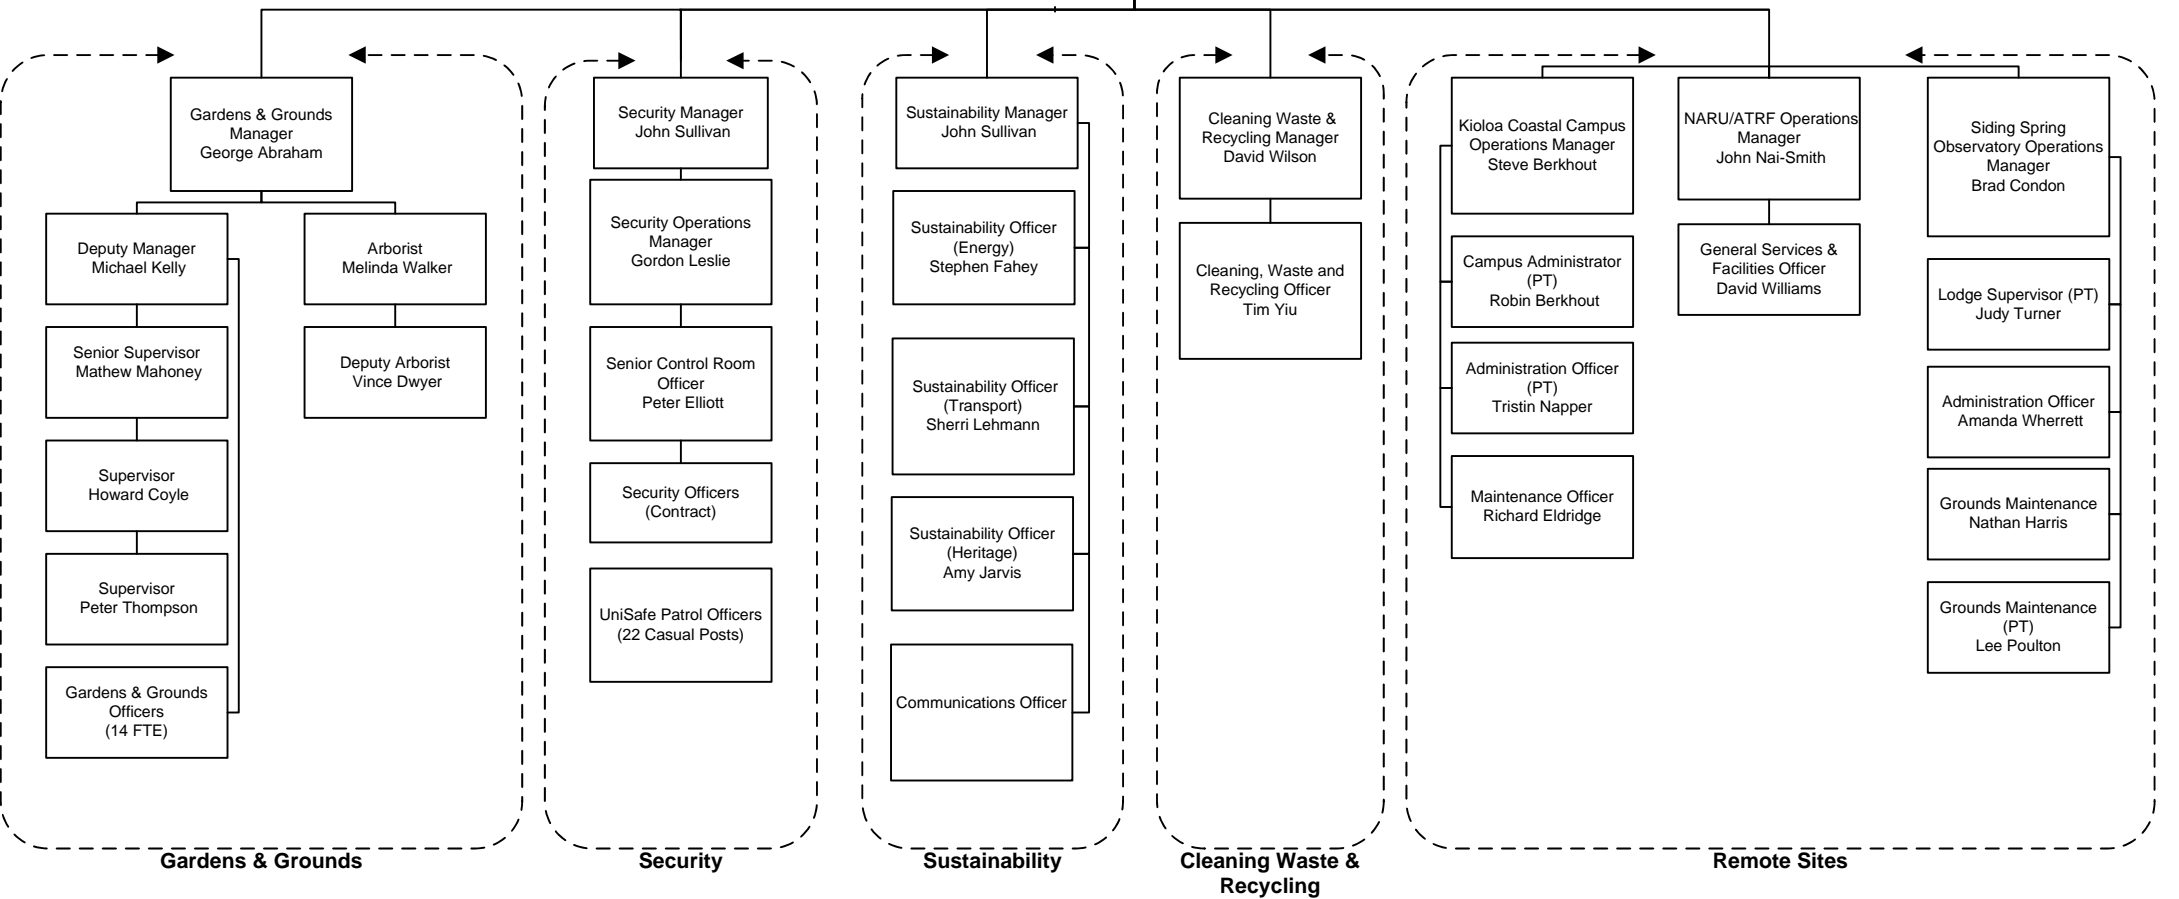 Gardens & Grounds
Manager
George Abraham
Deputy Manager
Michael Kelly
Arborist
Melinda Walker
Senior Supervisor
Mathew Mahoney
Deputy Arborist
Vince Dwyer
Supervisor
Howard Coyle
Supervisor
Peter Thompson
Gardens & Grounds
Officers
(14 FTE)
Gardens & Grounds
Security Manager
John Sullivan
Security Operations
Manager
Gordon Leslie
Senior Control Room
Officer
Peter Elliott
Security Officers
(Contract)
UniSafe Patrol Officers
(22 Casual Posts)
Security
Sustainability Manager
John Sullivan
Sustainability Officer
(Energy)
Stephen Fahey
Sustainability Officer
(Transport)
Sherri Lehmann
Sustainability Officer
(Heritage)
Amy Jarvis
Communications Officer
Sustainability
Cleaning Waste &
Recycling Manager
David Wilson
Cleaning, Waste and
Recycling Officer
Tim Yiu
Cleaning Waste &
Recycling
Kioloa Coastal Campus
Operations Manager
Steve Berkhout
Campus Administrator
(PT)
Robin Berkhout
Administration Officer
(PT)
Tristin Napper
Maintenance Officer
Richard Eldridge
NARU/ATRF Operations
Manager
John Nai-Smith
General Services &
Facilities Officer
David Williams
Siding Spring
Observatory Operations
Manager
Brad Condon
Lodge Supervisor (PT)
Judy Turner
Administration Officer
Amanda Wherrett
Grounds Maintenance
Nathan Harris
Grounds Maintenance
(PT)
Lee Poulton
Remote Sites